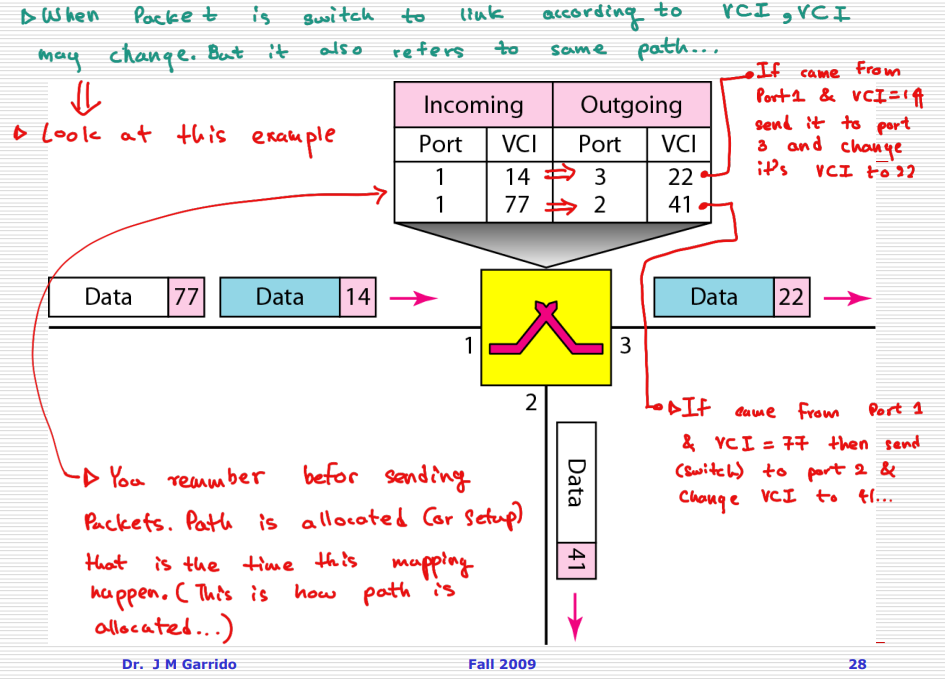 ▷ When Packet is switch to link according to VCI, VCI
may change. But it also refers to same path...
▷ Look at this example
Incoming Outgoing
Port VCI Port VCI
1 14 ⇒ 3 22
1 77 ⇒ 2 41
• If came From
Port 1 & VCI=14
send it to port
3 and change
it's VCI to 22
Data 77 Data 14
Data 22
1
3
2
Data 41
▷ If came from Port 1
& VCI = 77 then send
(switch) to port 2 &
Change VCI to 41...
▷ You remumber befor sending
Packets. Path is allocated (or Setup)
that is the time this mapping
happen. (This is how path is
allocated...)
Dr. J M Garrido Fall 2009 28